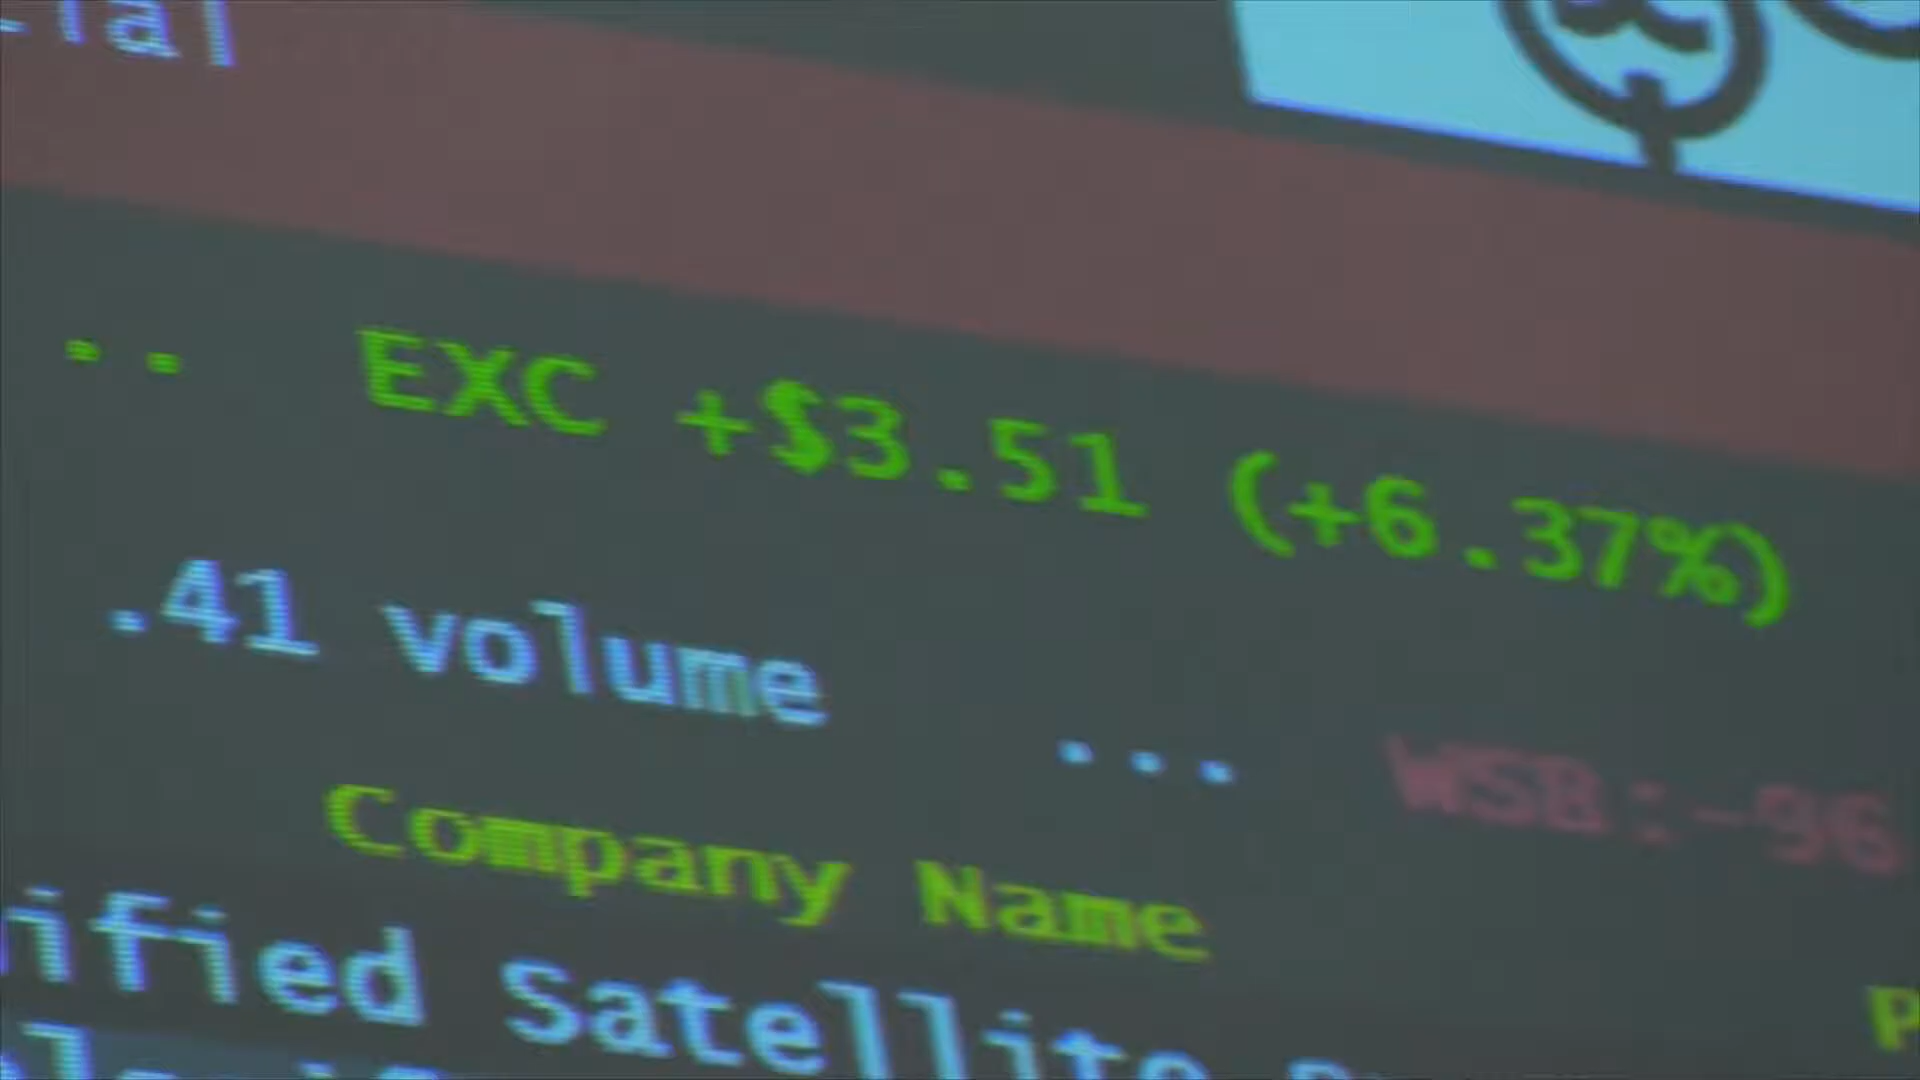 ial
.. EXC +$3.51 (+6.37%)
.41 volume ... WSB:-96
Company Name P
ified Satellite